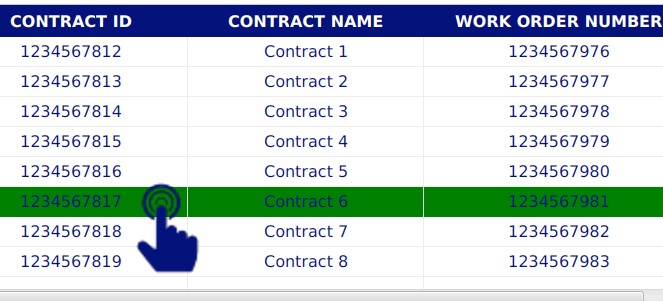 CONTRACT ID CONTRACT NAME WORK ORDER NUMBER
1234567812 Contract 1 1234567976
1234567813 Contract 2 1234567977
1234567814 Contract 3 1234567978
1234567815 Contract 4 1234567979
1234567816 Contract 5 1234567980
1234567817 Contract 6 1234567981
1234567818 Contract 7 1234567982
1234567819 Contract 8 1234567983